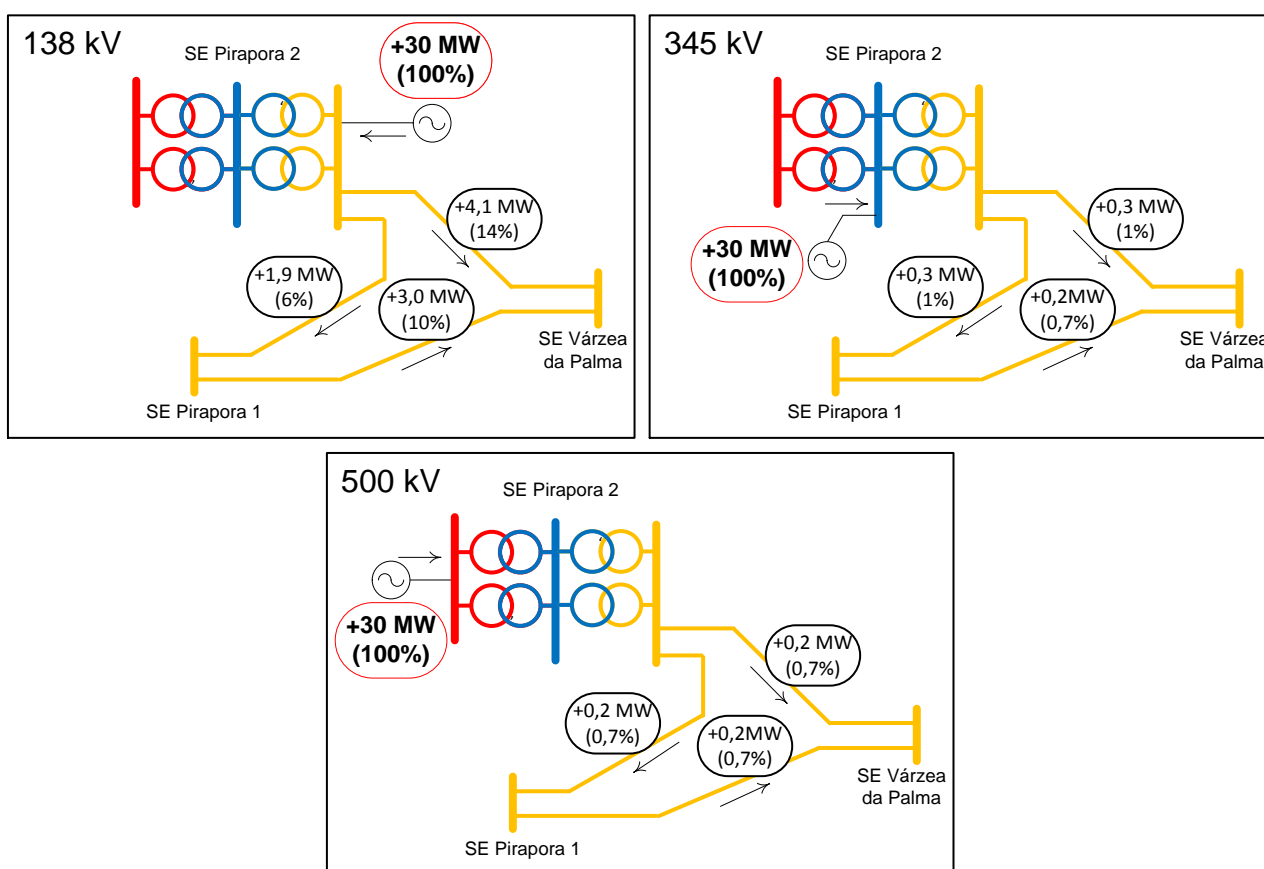 138 kV
SE Pirapora 2
+30 MW
(100%)
+4,1 MW
(14%)
+1,9 MW
(6%)
+3,0 MW
(10%)
SE Várzea
da Palma
SE Pirapora 1
345 kV
SE Pirapora 2
+30 MW
(100%)
+0,3 MW
(1%)
+0,3 MW
(1%)
+0,2MW
(0,7%)
SE Várzea
da Palma
SE Pirapora 1
500 kV
SE Pirapora 2
+30 MW
(100%)
+0,2 MW
(0,7%)
+0,2 MW
(0,7%)
+0,2MW
(0,7%)
SE Várzea
da Palma
SE Pirapora 1